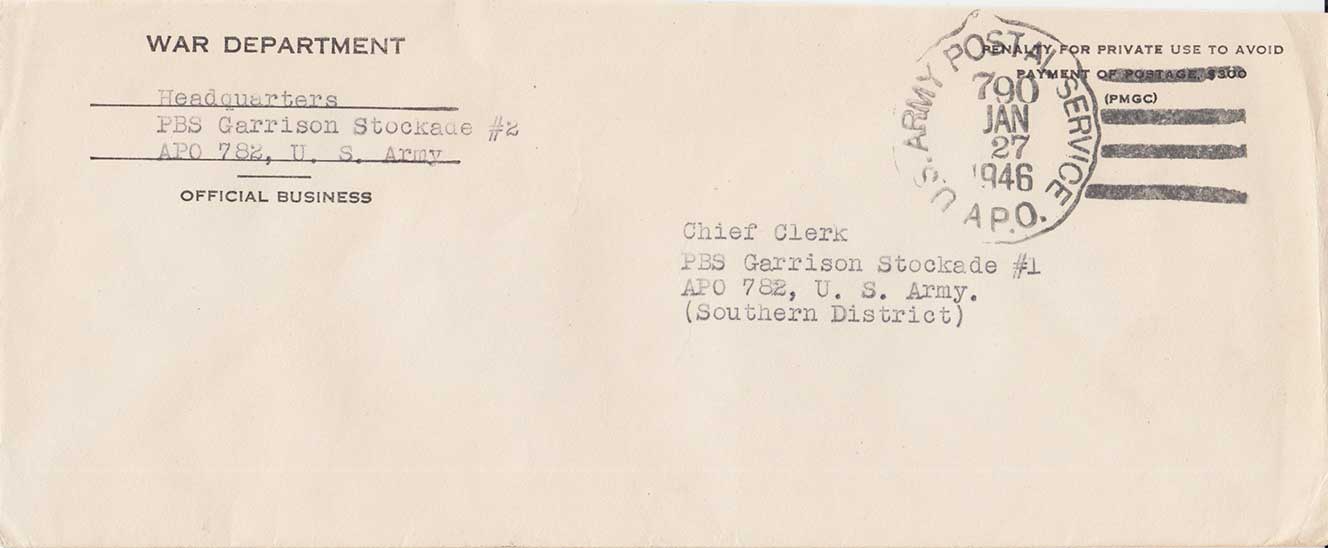 WAR DEPARTMENT
Headquarters
PBS Garrison Stockade #2
APO 782, U. S. Army
OFFICIAL BUSINESS
PENALTY FOR PRIVATE USE TO AVOID
PAYMENT OF POSTAGE, $300
(PMGC)
U.S. ARMY POSTAL SERVICE
790
JAN
27
1946
A.P.O.
Chief Clerk
PBS Garrison Stockade #1
APO 782, U. S. Army.
(Southern District)